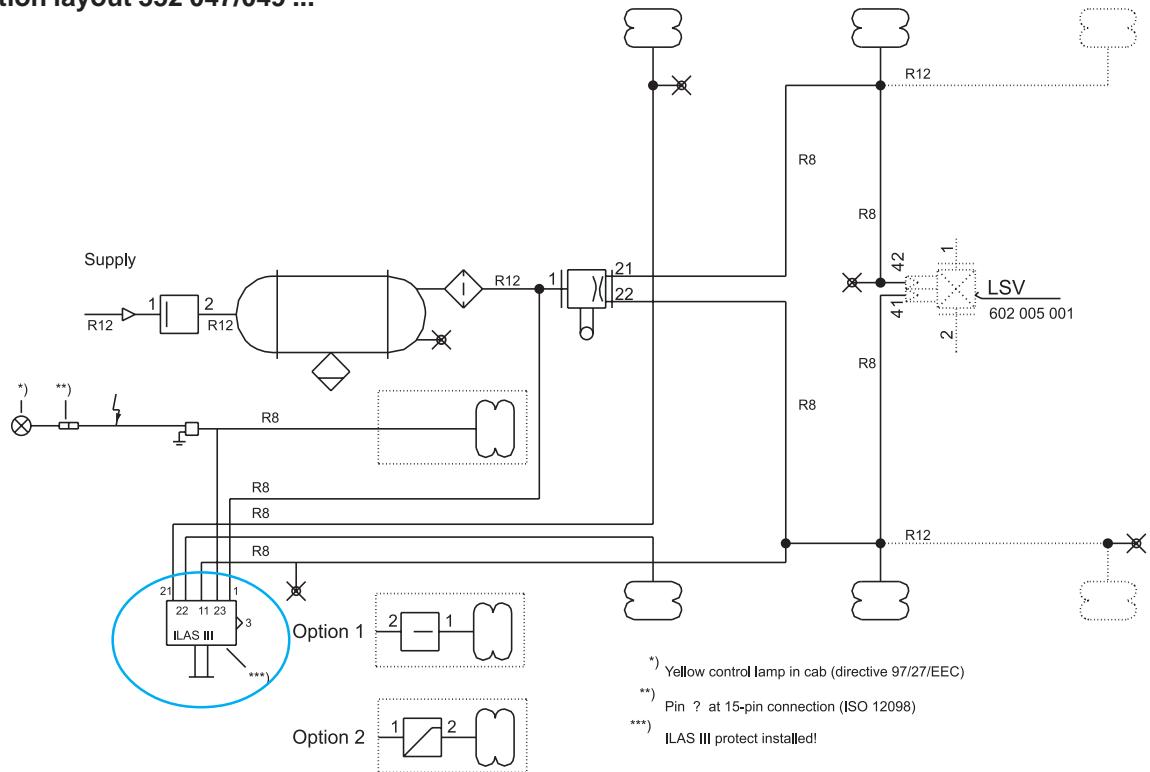 tion layout 332 047/049 ...
R12
Supply
R8
R8
42
1
1
2
R12
1
21
22
LSV
602 005 001
R12
R12
41
2
R8
*)
**)
R8
R8
R8
R8
R12
R8
21
22
11
23
1
3
ILAS III
***)
Option 1
2
1
Option 2
1
2
*) Yellow control lamp in cab (directive 97/27/EEC)
**) Pin ? at 15-pin connection (ISO 12098)
***) ILAS III protect installed!